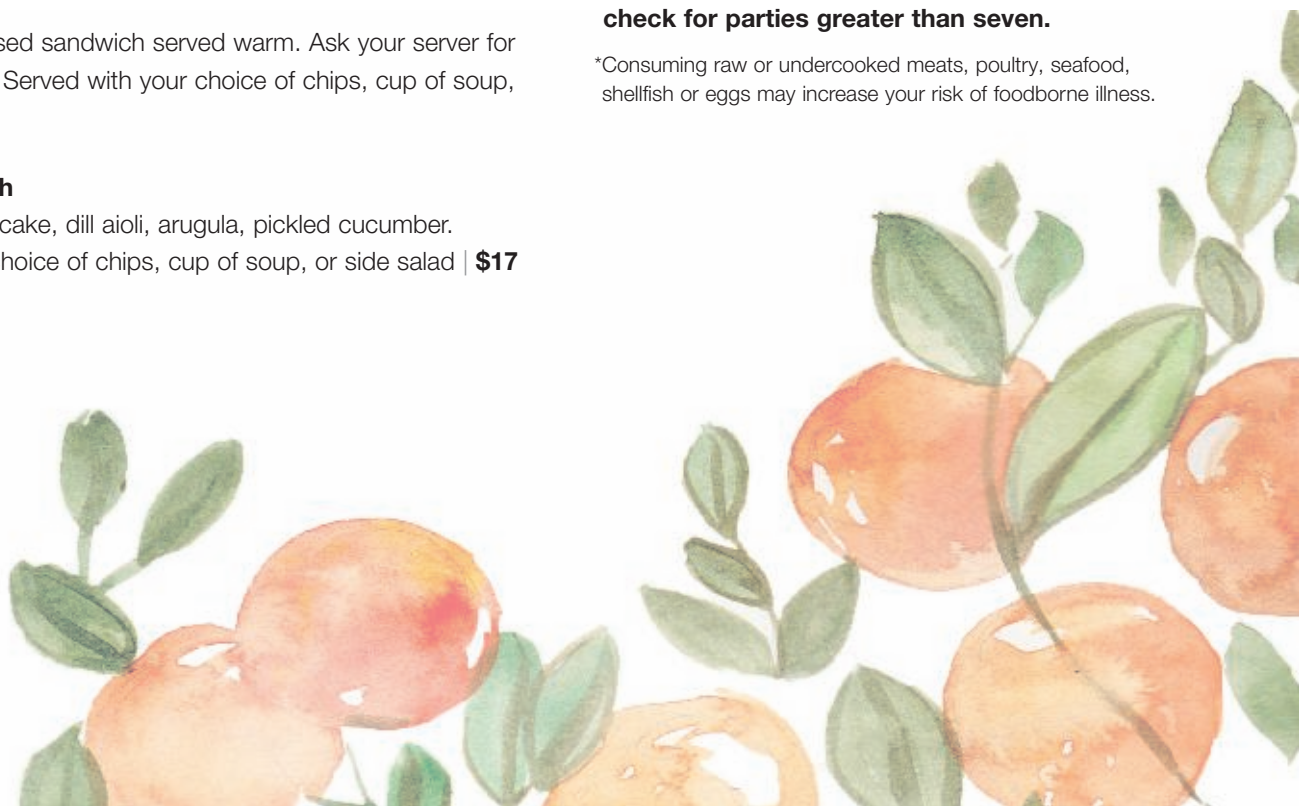 sed sandwich served warm. Ask your server for
Served with your choice of chips, cup of soup,
h
cake, dill aioli, arugula, pickled cucumber.
hoice of chips, cup of soup, or side salad | $17
check for parties greater than seven.
*Consuming raw or undercooked meats, poultry, seafood,
shellfish or eggs may increase your risk of foodborne illness.